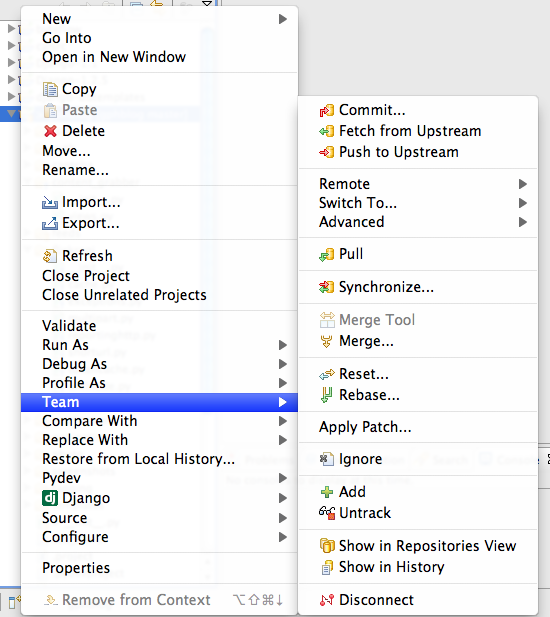 New
Go Into
Open in New Window
Copy
Paste
Delete
Move...
Rename...
Import...
Export...
Refresh
Close Project
Close Unrelated Projects
Validate
Run As
Debug As
Profile As
Team
Compare With
Replace With
Restore from Local History...
Pydev
dj Django
Source
Configure
Properties
Remove from Context ⌥⇧⌘↓
Commit...
Fetch from Upstream
Push to Upstream
Remote
Switch To...
Advanced
Pull
Synchronize...
Merge Tool
Merge...
Reset...
Rebase...
Apply Patch...
Ignore
Add
Untrack
Show in Repositories View
Show in History
Disconnect